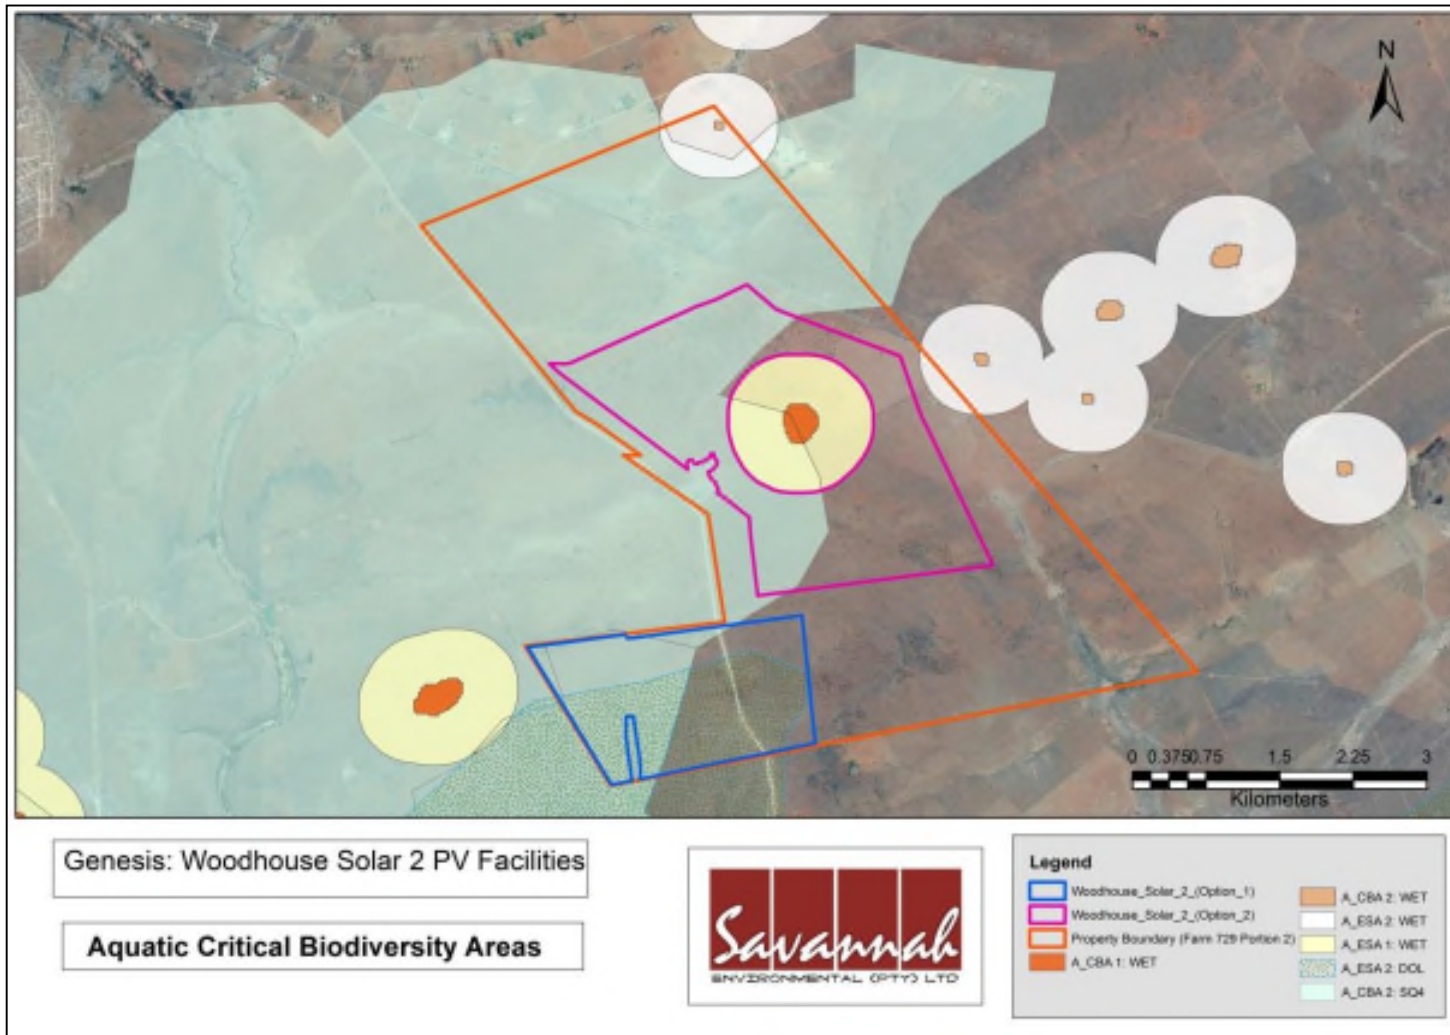 N
0 0.3750.75 1.5 2.25 3
Kilometers
Genesis: Woodhouse Solar 2 PV Facilities
Aquatic Critical Biodiversity Areas
Savannah
ENVIRONMENTAL (PTY) LTD
Legend
Woodhouse_Solar_2_(Option_1)
Woodhouse_Solar_2_(Option_2)
Property Boundary (Farm 729 Portion 2)
A_CBA 1: WET
A_CBA 2: WET
A_ESA 2: WET
A_ESA 1: WET
A_ESA 2: DOL
A_CBA 2: SQ4